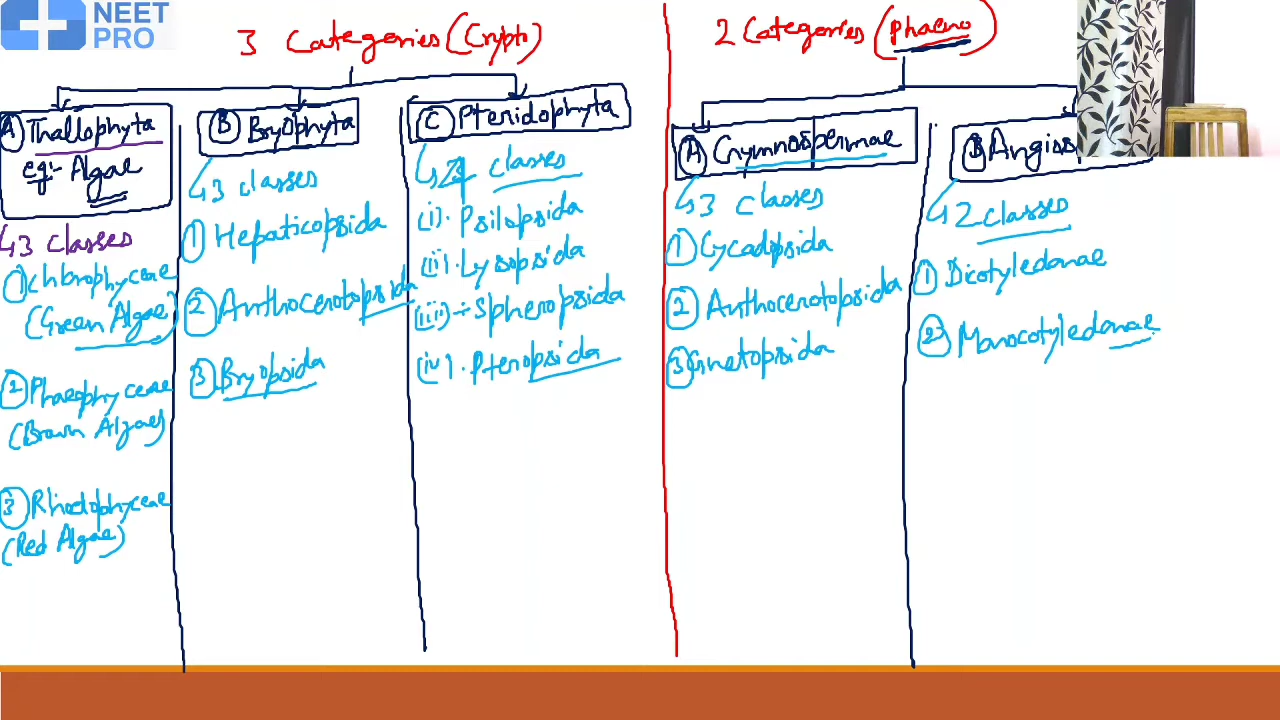 NEET
PRO
3 Categories (Crypto)
2 Categories (Phaeno)
A Thallophyta
eg:- Algae
↳3 classes
1 Chlorophyceae
(Green Algae)
2 Phaeophyceae
(Brown Algae)
3 Rhodophyceae
(Red Algae)
B Bryophyta
↳3 classes
1 Hepaticopsida
2 Anthocerotopsida
3 Bryopsida
C Pteridophyta
↳ 4 classes
(i). Psilopsida
(ii). Lysopsida
(iii) ÷ Spheropsida
(iv). Pteropsida
A Gymnospermae
↳3 classes
1 Cycadopsida
2 Anthocerotopsida
3 Gnetopsida
B Angios
↳2 classes
1 Dicotyledonae
2 Monocotyledonae